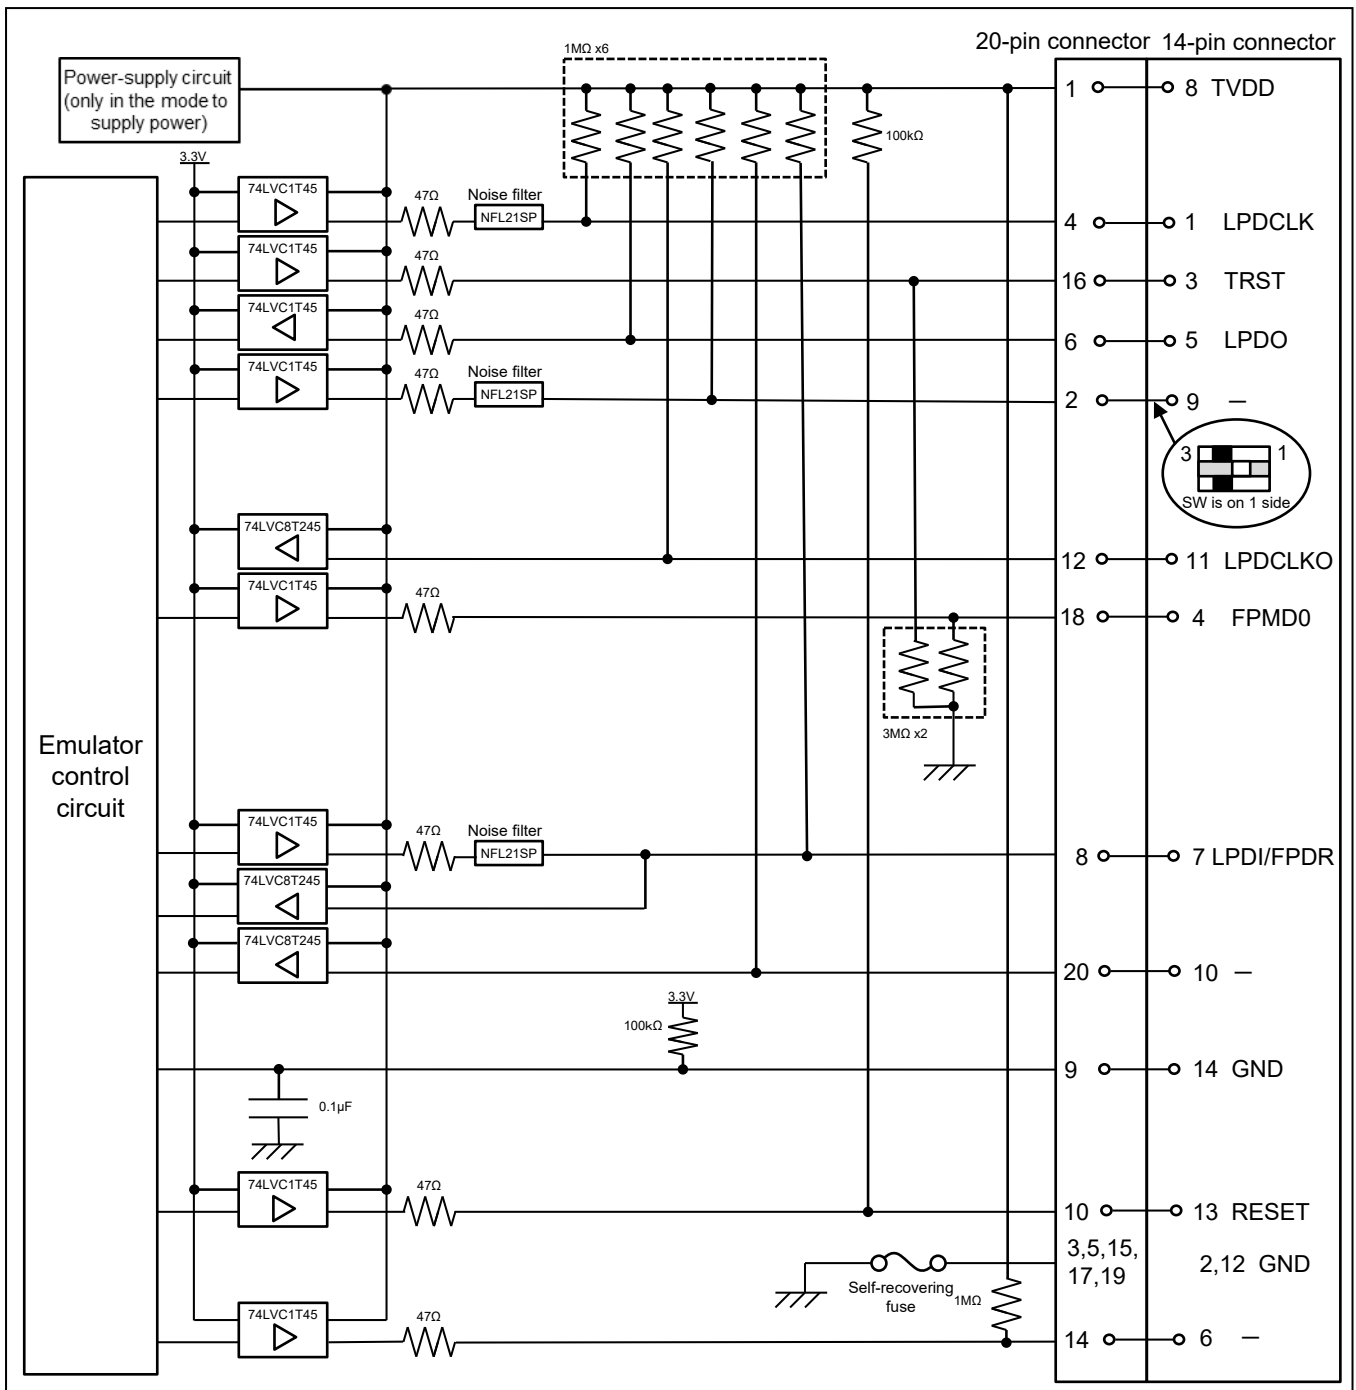 20-pin connector 14-pin connector
1MΩ x6
Power-supply circuit
(only in the mode to
supply power)
1 8 TVDD
100kΩ
3.3V
74LVC1T45
47Ω
Noise filter
NFL21SP
4 1 LPDCLK
74LVC1T45
47Ω
16 3 TRST
74LVC1T45
47Ω
6 5 LPDO
74LVC1T45
47Ω
Noise filter
NFL21SP
2 9 —
3 1
SW is on 1 side
74LVC8T245
12 11 LPDCLKO
74LVC1T45
47Ω
18 4 FPMD0
3MΩ x2
Emulator
control
circuit
74LVC1T45
47Ω
Noise filter
NFL21SP
8 7 LPDI/FPDR
74LVC8T245
74LVC8T245
20 10 —
3.3V
100kΩ
9 14 GND
0.1µF
74LVC1T45
47Ω
10 13 RESET
3,5,15,
17,19
2,12 GND
Self-recovering
fuse
1MΩ
74LVC1T45
47Ω
14 6 —